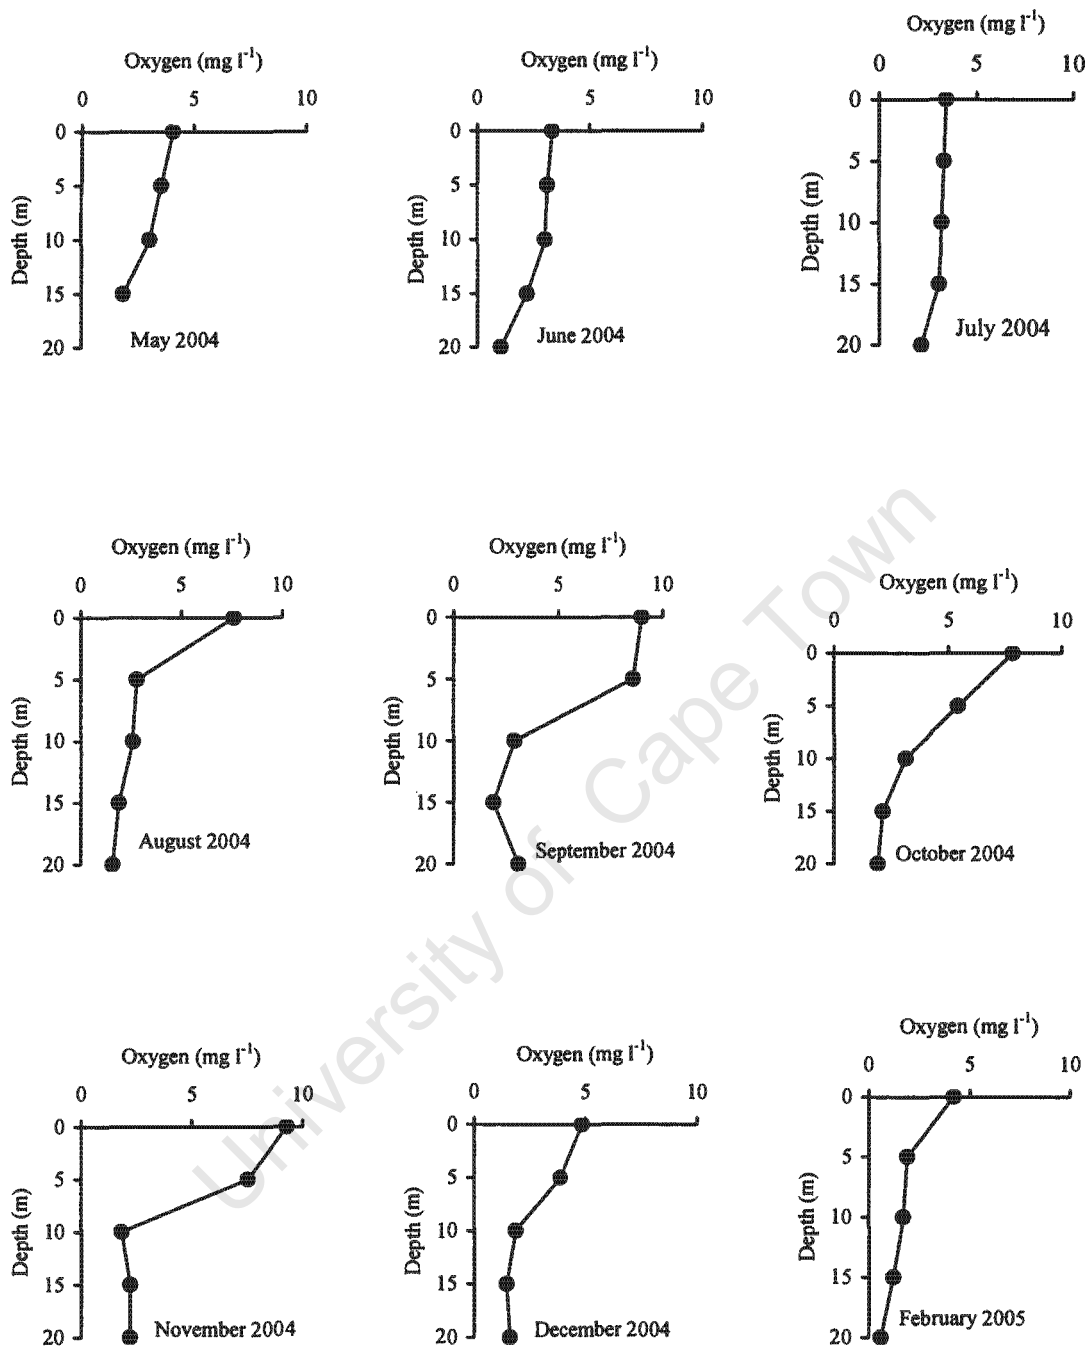 Oxygen (mg l⁻¹)
0 5 10
0
5
10
15
20
Depth (m)
May 2004
Oxygen (mg l⁻¹)
0 5 10
0
5
10
15
20
Depth (m)
June 2004
Oxygen (mg l⁻¹)
0 5 10
0
5
10
15
20
Depth (m)
July 2004
Oxygen (mg l⁻¹)
0 5 10
0
5
10
15
20
Depth (m)
August 2004
Oxygen (mg l⁻¹)
0 5 10
0
5
10
15
20
Depth (m)
September 2004
Oxygen (mg l⁻¹)
0 5 10
0
5
10
15
20
Depth (m)
October 2004
Oxygen (mg l⁻¹)
0 5 10
0
5
10
15
20
Depth (m)
November 2004
Oxygen (mg l⁻¹)
0 5 10
0
5
10
15
20
Depth (m)
December 2004
Oxygen (mg l⁻¹)
0 5 10
0
5
10
15
20
Depth (m)
February 2005
University of Cape Town